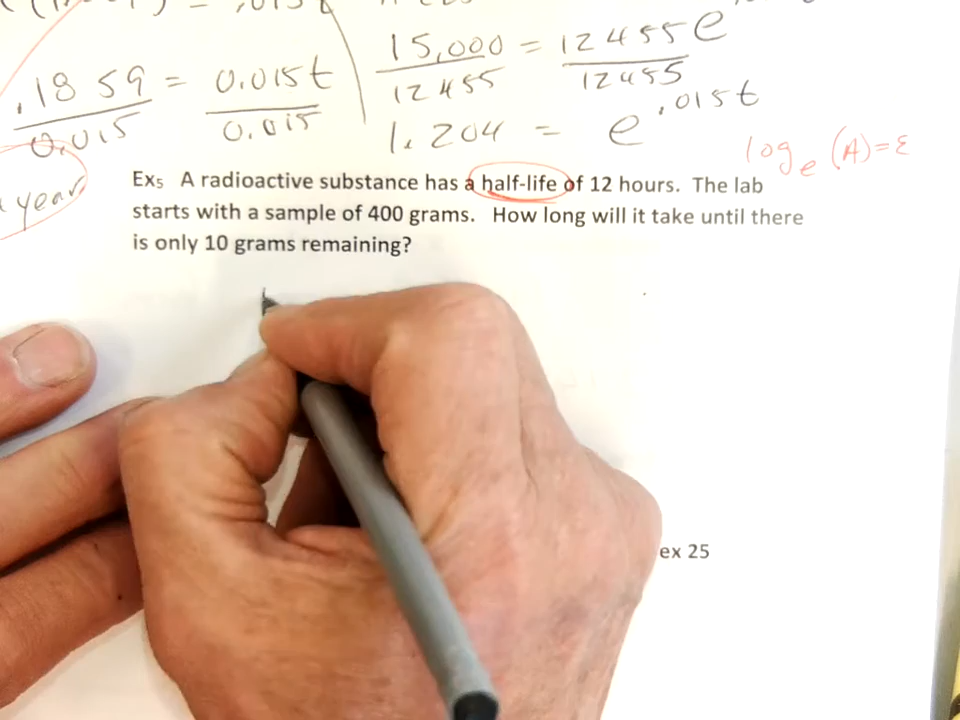 .1859 = 0.015t
0.015 0.015
15,000 = 12455e
12455 12455
1.204 = e^.015t
log_e (A)=E
year
Ex5 A radioactive substance has a half-life of 12 hours. The lab
starts with a sample of 400 grams. How long will it take until there
is only 10 grams remaining?
ex 25